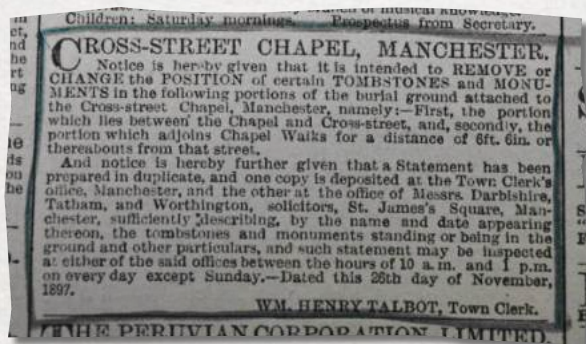 of musical knowledge.
Children: Saturday mornings. Prospectus from Secretary.
CROSS-STREET CHAPEL, MANCHESTER.
Notice is hereby given that it is intended to REMOVE or
CHANGE the POSITION of certain TOMBSTONES and MONU-
MENTS in the following portions of the burial ground attached to
the Cross-street Chapel, Manchester, namely:—First, the portion
which lies between the Chapel and Cross-street, and, secondly, the
portion which adjoins Chapel Walks for a distance of 6ft. 6in. or
thereabouts from that street.
And notice is hereby further given that a Statement has been
prepared in duplicate, and one copy is deposited at the Town Clerk's
office, Manchester, and the other at the office of Messrs. Darbishire,
Tatham, and Worthington, solicitors, St. James's Square, Man-
chester, sufficiently describing, by the name and date appearing
thereon, the tombstones and monuments standing or being in the
ground and other particulars, and such statement may be inspected
at either of the said offices between the hours of 10 a.m. and 1 p.m.
on every day except Sunday.—Dated this 26th day of November,
1897.
WM. HENRY TALBOT, Town Clerk.
THE PERUVIAN CORPORATION, LIMITED.